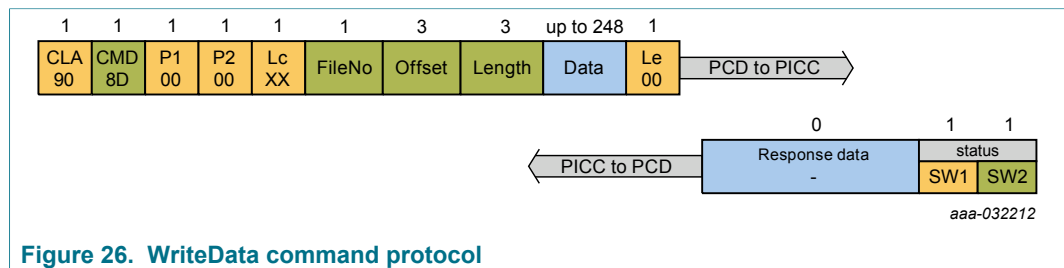 1 1 1 1 1 1 3 3 up to 248 1
CLA CMD P1 P2 Lc FileNo Offset Length Data Le PCD to PICC
90 8D 00 00 XX 00
0 1 1
PICC to PCD Response data status
- SW1 SW2
aaa-032212
Figure 26. WriteData command protocol